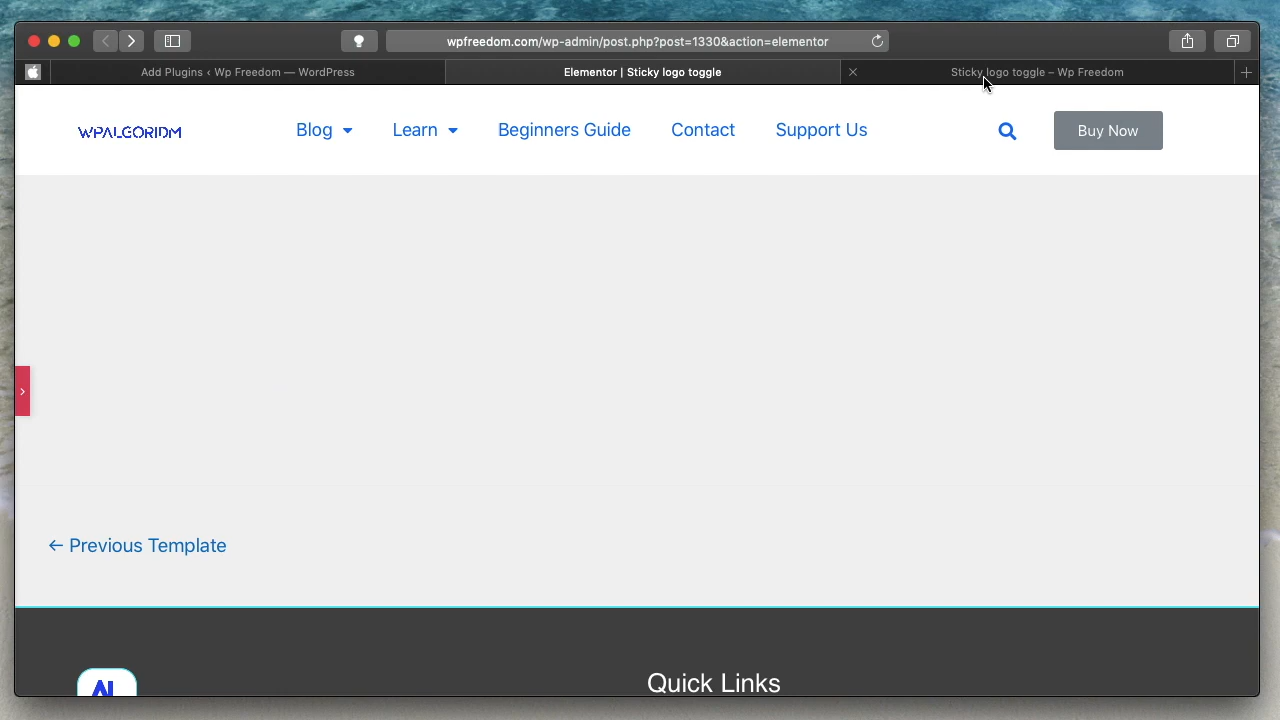 wpfreedom.com/wp-admin/post.php?post=1330&action=elementor
Add Plugins ‹ Wp Freedom — WordPress
Elementor | Sticky logo toggle
Sticky logo toggle – Wp Freedom
WPALGORIDM
Blog
Learn
Beginners Guide
Contact
Support Us
Buy Now
← Previous Template
Quick Links